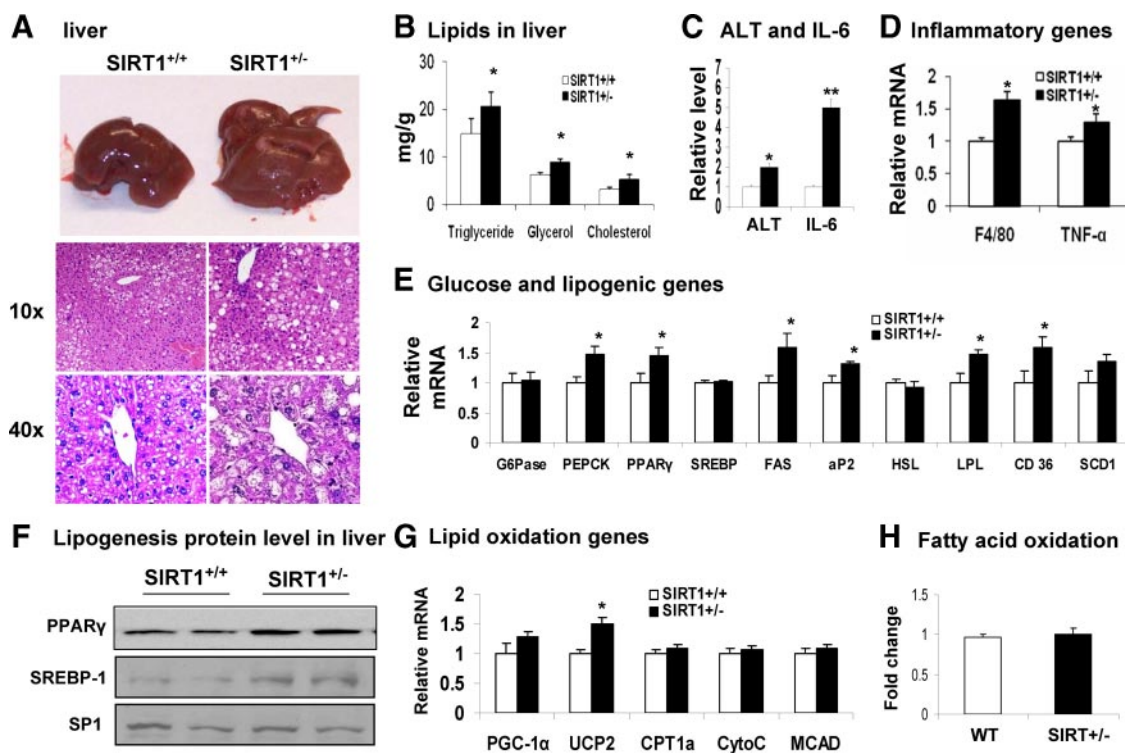 A liver
SIRT1+/+ SIRT1+/-
10x
40x
B Lipids in liver
SIRT1+/+
SIRT1+/-
mg/g
30
20
10
0
* * *
Triglyceride Glycerol Cholesterol
C ALT and IL-6
SIRT1+/+
SIRT1+/-
Relative level
6
5
4
3
2
1
0
* **
ALT IL-6
D Inflammatory genes
SIRT1+/+
SIRT1+/-
Relative mRNA
2
1.5
1
0.5
0
* *
F4/80 TNF-α
E Glucose and lipogenic genes
SIRT1+/+
SIRT1+/-
Relative mRNA
2
1.5
1
0.5
0
* * * * * *
G6Pase PEPCK PPARγ SREBP FAS aP2 HSL LPL CD 36 SCD1
F Lipogenesis protein level in liver
SIRT1+/+ SIRT1+/-
PPARγ
SREBP-1
SP1
G Lipid oxidation genes
SIRT1+/+
SIRT1+/-
Relative mRNA
2
1.5
1
0.5
0
*
PGC-1α UCP2 CPT1a CytoC MCAD
H Fatty acid oxidation
Fold change
2
1.5
1
0.5
0
WT SIRT+/-